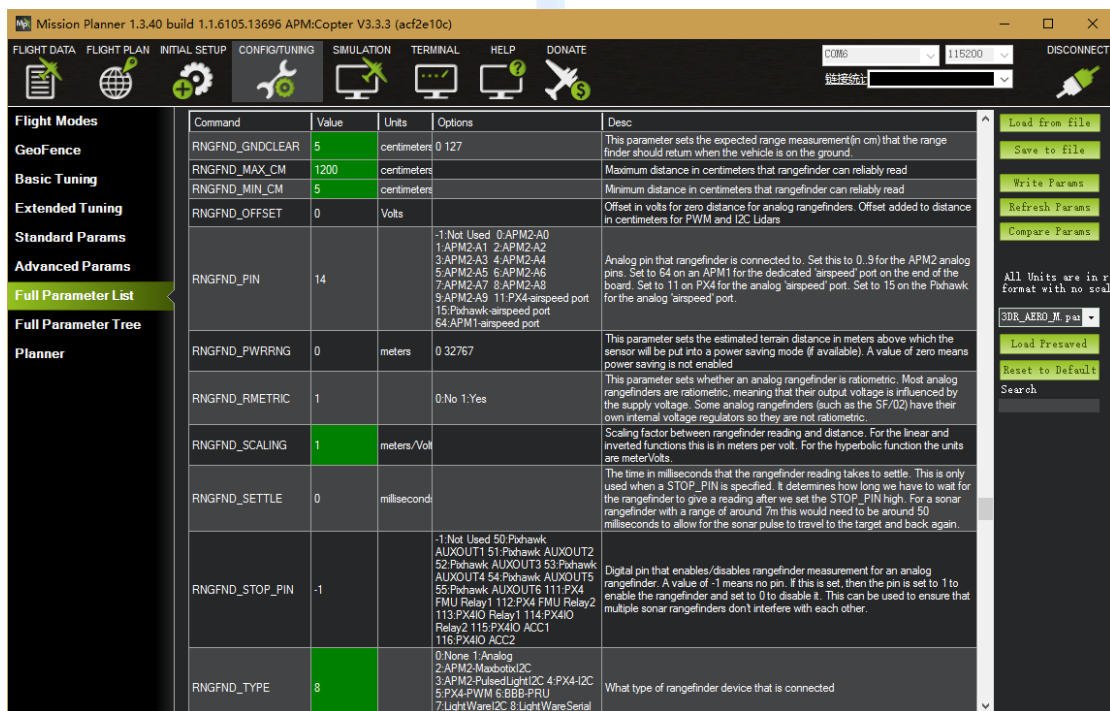 Mission Planner 1.3.40 build 1.1.6105.13696 APM:Copter V3.3.3 (acf2e10c)
FLIGHT DATA FLIGHT PLAN INITIAL SETUP CONFIG/TUNING SIMULATION TERMINAL HELP DONATE
COM6 115200 DISCONNECT
链接统计
Flight Modes
GeoFence
Basic Tuning
Extended Tuning
Standard Params
Advanced Params
Full Parameter List
Full Parameter Tree
Planner
Command Value Units Options Desc
RNGFND_GNDCLEAR 5 centimeters 0 127
This parameter sets the expected range measurement(in cm) that the range
finder should return when the vehicle is on the ground.
RNGFND_MAX_CM 1200 centimeters Maximum distance in centimeters that rangefinder can reliably read
RNGFND_MIN_CM 5 centimeters Minimum distance in centimeters that rangefinder can reliably read
RNGFND_OFFSET 0 Volts
Offset in volts for zero distance for analog rangefinders. Offset added to distance
in centimeters for PWM and I2C Lidars
RNGFND_PIN 14
-1:Not Used 0:APM2-A0
1:APM2-A1 2:APM2-A2
3:APM2-A3 4:APM2-A4
5:APM2-A5 6:APM2-A6
7:APM2-A7 8:APM2-A8
9:APM2-A9 11:PX4-airspeed port
15:Pixhawk-airspeed port
64:APM1-airspeed port
Analog pin that rangefinder is connected to. Set this to 0..9 for the APM2 analog
pins. Set to 64 on an APM1 for the dedicated 'airspeed' port on the end of the
board. Set to 11 on PX4 for the analog 'airspeed' port. Set to 15 on the Pixhawk
for the analog 'airspeed' port.
RNGFND_PWRRNG 0 meters 0 32767
This parameter sets the estimated terrain distance in meters above which the
sensor will be put into a power saving mode (if available). A value of zero means
power saving is not enabled
RNGFND_RMETRIC 1 0:No 1:Yes
This parameter sets whether an analog rangefinder is ratiometric. Most analog
rangefinders are ratiometric, meaning that their output voltage is influenced by
the supply voltage. Some analog rangefinders (such as the SF/02) have their
own internal voltage regulators so they are not ratiometric.
RNGFND_SCALING 1 meters/Volt
Scaling factor between rangefinder reading and distance. For the linear and
inverted functions this is in meters per volt. For the hyperbolic function the units
are meterVolts.
RNGFND_SETTLE 0 milliseconds
The time in milliseconds that the rangefinder reading takes to settle. This is only
used when a STOP_PIN is specified. It determines how long we have to wait for
the rangefinder to give a reading after we set the STOP_PIN high. For a sonar
rangefinder with a range of around 7m this would need to be around 50
milliseconds to allow for the sonar pulse to travel to the target and back again.
RNGFND_STOP_PIN -1
-1:Not Used 50:Pixhawk
AUXOUT1 51:Pixhawk AUXOUT2
52:Pixhawk AUXOUT3 53:Pixhawk
AUXOUT4 54:Pixhawk AUXOUT5
55:Pixhawk AUXOUT6 111:PX4
FMU Relay1 112:PX4 FMU Relay2
113:PX4IO Relay1 114:PX4IO
Relay2 115:PX4IO ACC1
116:PX4IO ACC2
Digital pin that enables/disables rangefinder measurement for an analog
rangefinder. A value of -1 means no pin. If this is set, then the pin is set to 1 to
enable the rangefinder and set to 0 to disable it. This can be used to ensure that
multiple sonar rangefinders don't interfere with each other.
RNGFND_TYPE 8
0:None 1:Analog
2:APM2-MaxbotixI2C
3:APM2-PulsedLightI2C 4:PX4-I2C
5:PX4-PWM 6:BBB-PRU
7:LightWareI2C 8:LightWareSerial
What type of rangefinder device that is connected
Load from file
Save to file
Write Params
Refresh Params
Compare Params
All Units are in r
format with no scal
3DR_AERO_M.par
Load Presaved
Reset to Default
Search